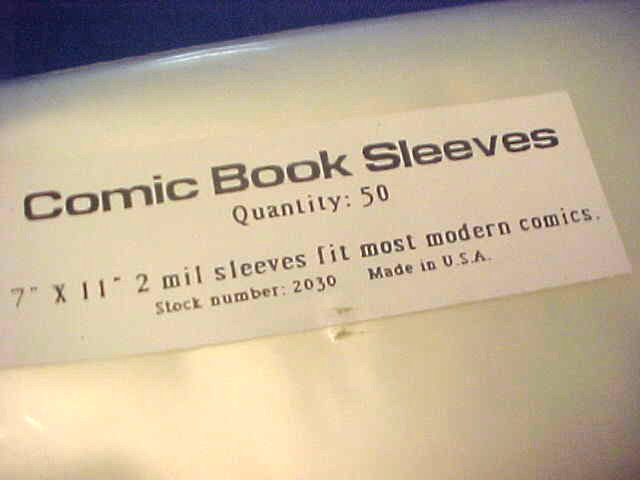 Comic Book Sleeves
Quantity: 50
7" X 11" 2 mil sleeves fit most modern comics.
Stock number: 2030 Made in U.S.A.